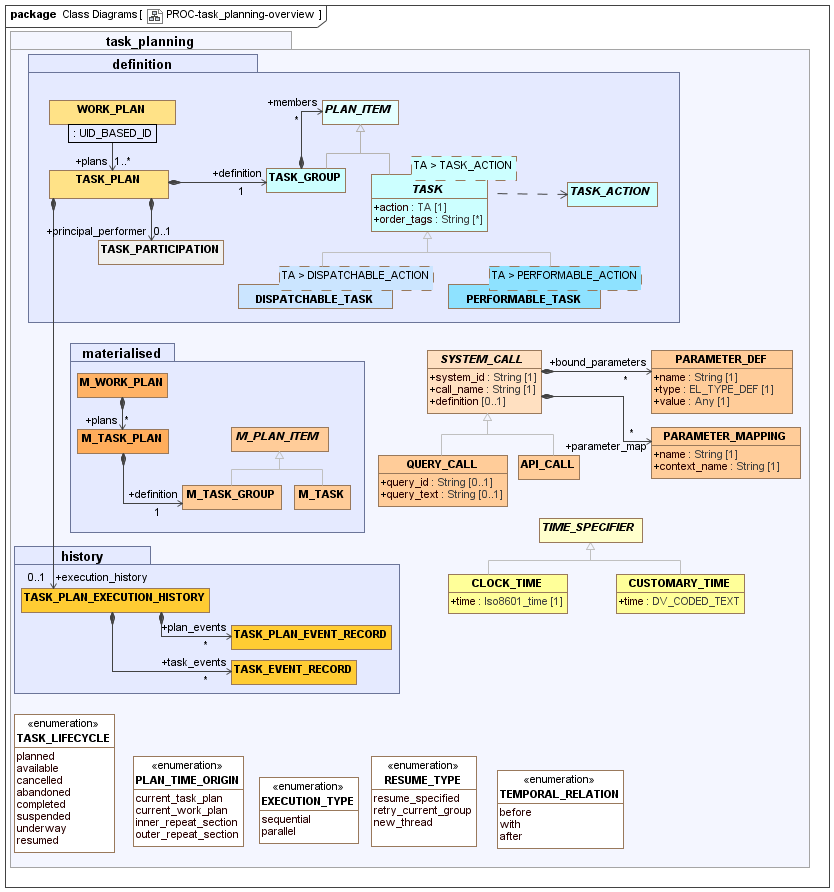 package Class Diagrams [ PROC-task_planning-overview ]
task_planning
definition
WORK_PLAN
: UID_BASED_ID
+plans 1..*
TASK_PLAN
+definition
1
+members
*
PLAN_ITEM
TASK_GROUP
TA > TASK_ACTION
TASK
+action : TA [1]
+order_tags : String [*]
TASK_ACTION
+principal_performer 0..1
TASK_PARTICIPATION
TA > DISPATCHABLE_ACTION
DISPATCHABLE_TASK
TA > PERFORMABLE_ACTION
PERFORMABLE_TASK
materialised
M_WORK_PLAN
+plans *
M_TASK_PLAN
M_PLAN_ITEM
+definition
1
M_TASK_GROUP
M_TASK
SYSTEM_CALL
+system_id : String [1]
+call_name : String [1]
+definition [0..1]
+bound_parameters
*
PARAMETER_DEF
+name : String [1]
+type : EL_TYPE_DEF [1]
+value : Any [1]
*
+parameter_map
PARAMETER_MAPPING
+name : String [1]
+context_name : String [1]
QUERY_CALL
+query_id : String [0..1]
+query_text : String [0..1]
API_CALL
TIME_SPECIFIER
CLOCK_TIME
+time : Iso8601_time [1]
CUSTOMARY_TIME
+time : DV_CODED_TEXT
history
0..1 +execution_history
TASK_PLAN_EXECUTION_HISTORY
+plan_events
*
TASK_PLAN_EVENT_RECORD
+task_events
*
TASK_EVENT_RECORD
«enumeration»
TASK_LIFECYCLE
planned
available
cancelled
abandoned
completed
suspended
underway
resumed
«enumeration»
PLAN_TIME_ORIGIN
current_task_plan
current_work_plan
inner_repeat_section
outer_repeat_section
«enumeration»
EXECUTION_TYPE
sequential
parallel
«enumeration»
RESUME_TYPE
resume_specified
retry_current_group
new_thread
«enumeration»
TEMPORAL_RELATION
before
with
after